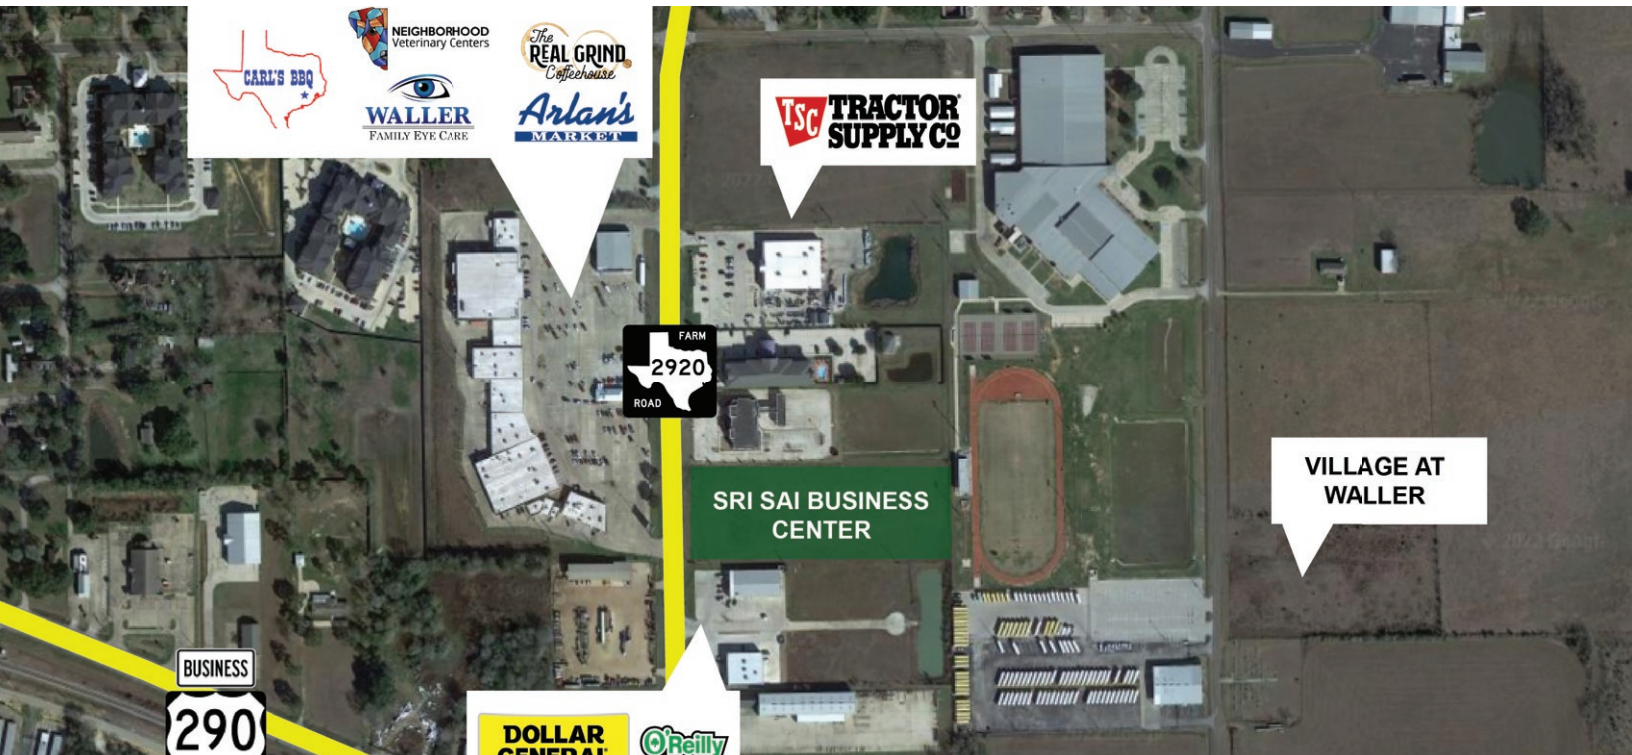 CARL'S BBQ
NEIGHBORHOOD
Veterinary Centers
The
REAL GRIND
Coffeehouse
WALLER
FAMILY EYE CARE
Arlan's
MARKET
TSC TRACTOR
SUPPLY CO
FARM
2920
ROAD
SRI SAI BUSINESS
CENTER
VILLAGE AT
WALLER
BUSINESS
290
DOLLAR
GENERAL
O'Reilly